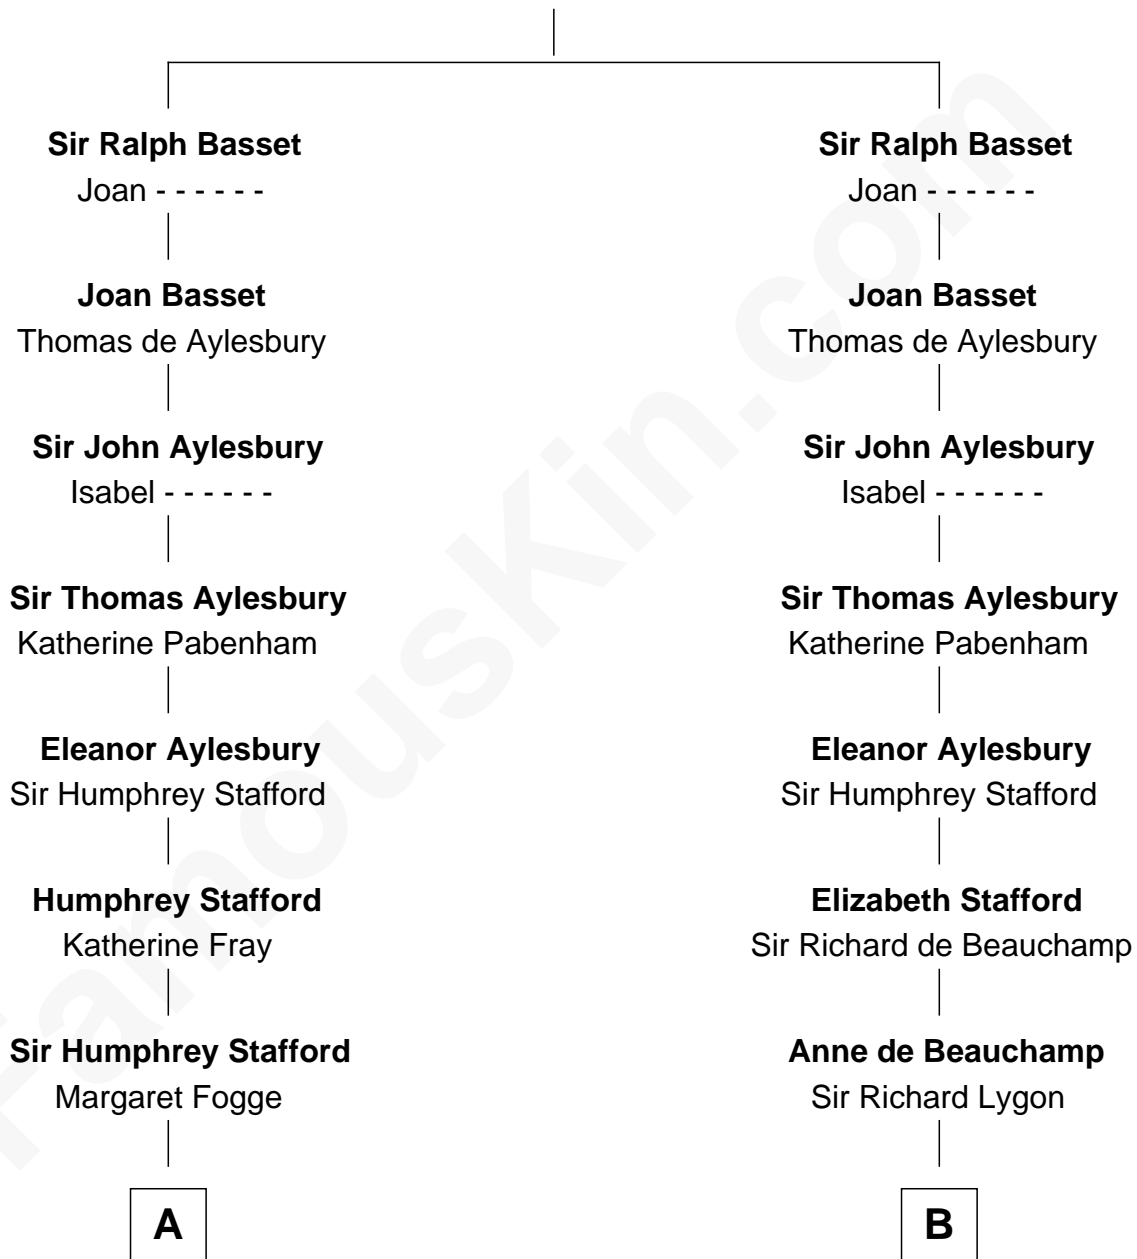 Sir Ralph Basset
Joan - - - - - -
Joan Basset
Thomas de Aylesbury
Sir John Aylesbury
Isabel - - - - - -
Sir Thomas Aylesbury
Katherine Pabenham
Eleanor Aylesbury
Sir Humphrey Stafford
Humphrey Stafford
Katherine Fray
Sir Humphrey Stafford
Margaret Fogge
A
Sir Ralph Basset
Joan - - - - - -
Joan Basset
Thomas de Aylesbury
Sir John Aylesbury
Isabel - - - - - -
Sir Thomas Aylesbury
Katherine Pabenham
Eleanor Aylesbury
Sir Humphrey Stafford
Elizabeth Stafford
Sir Richard de Beauchamp
Anne de Beauchamp
Sir Richard Lygon
B
FamousKin.com